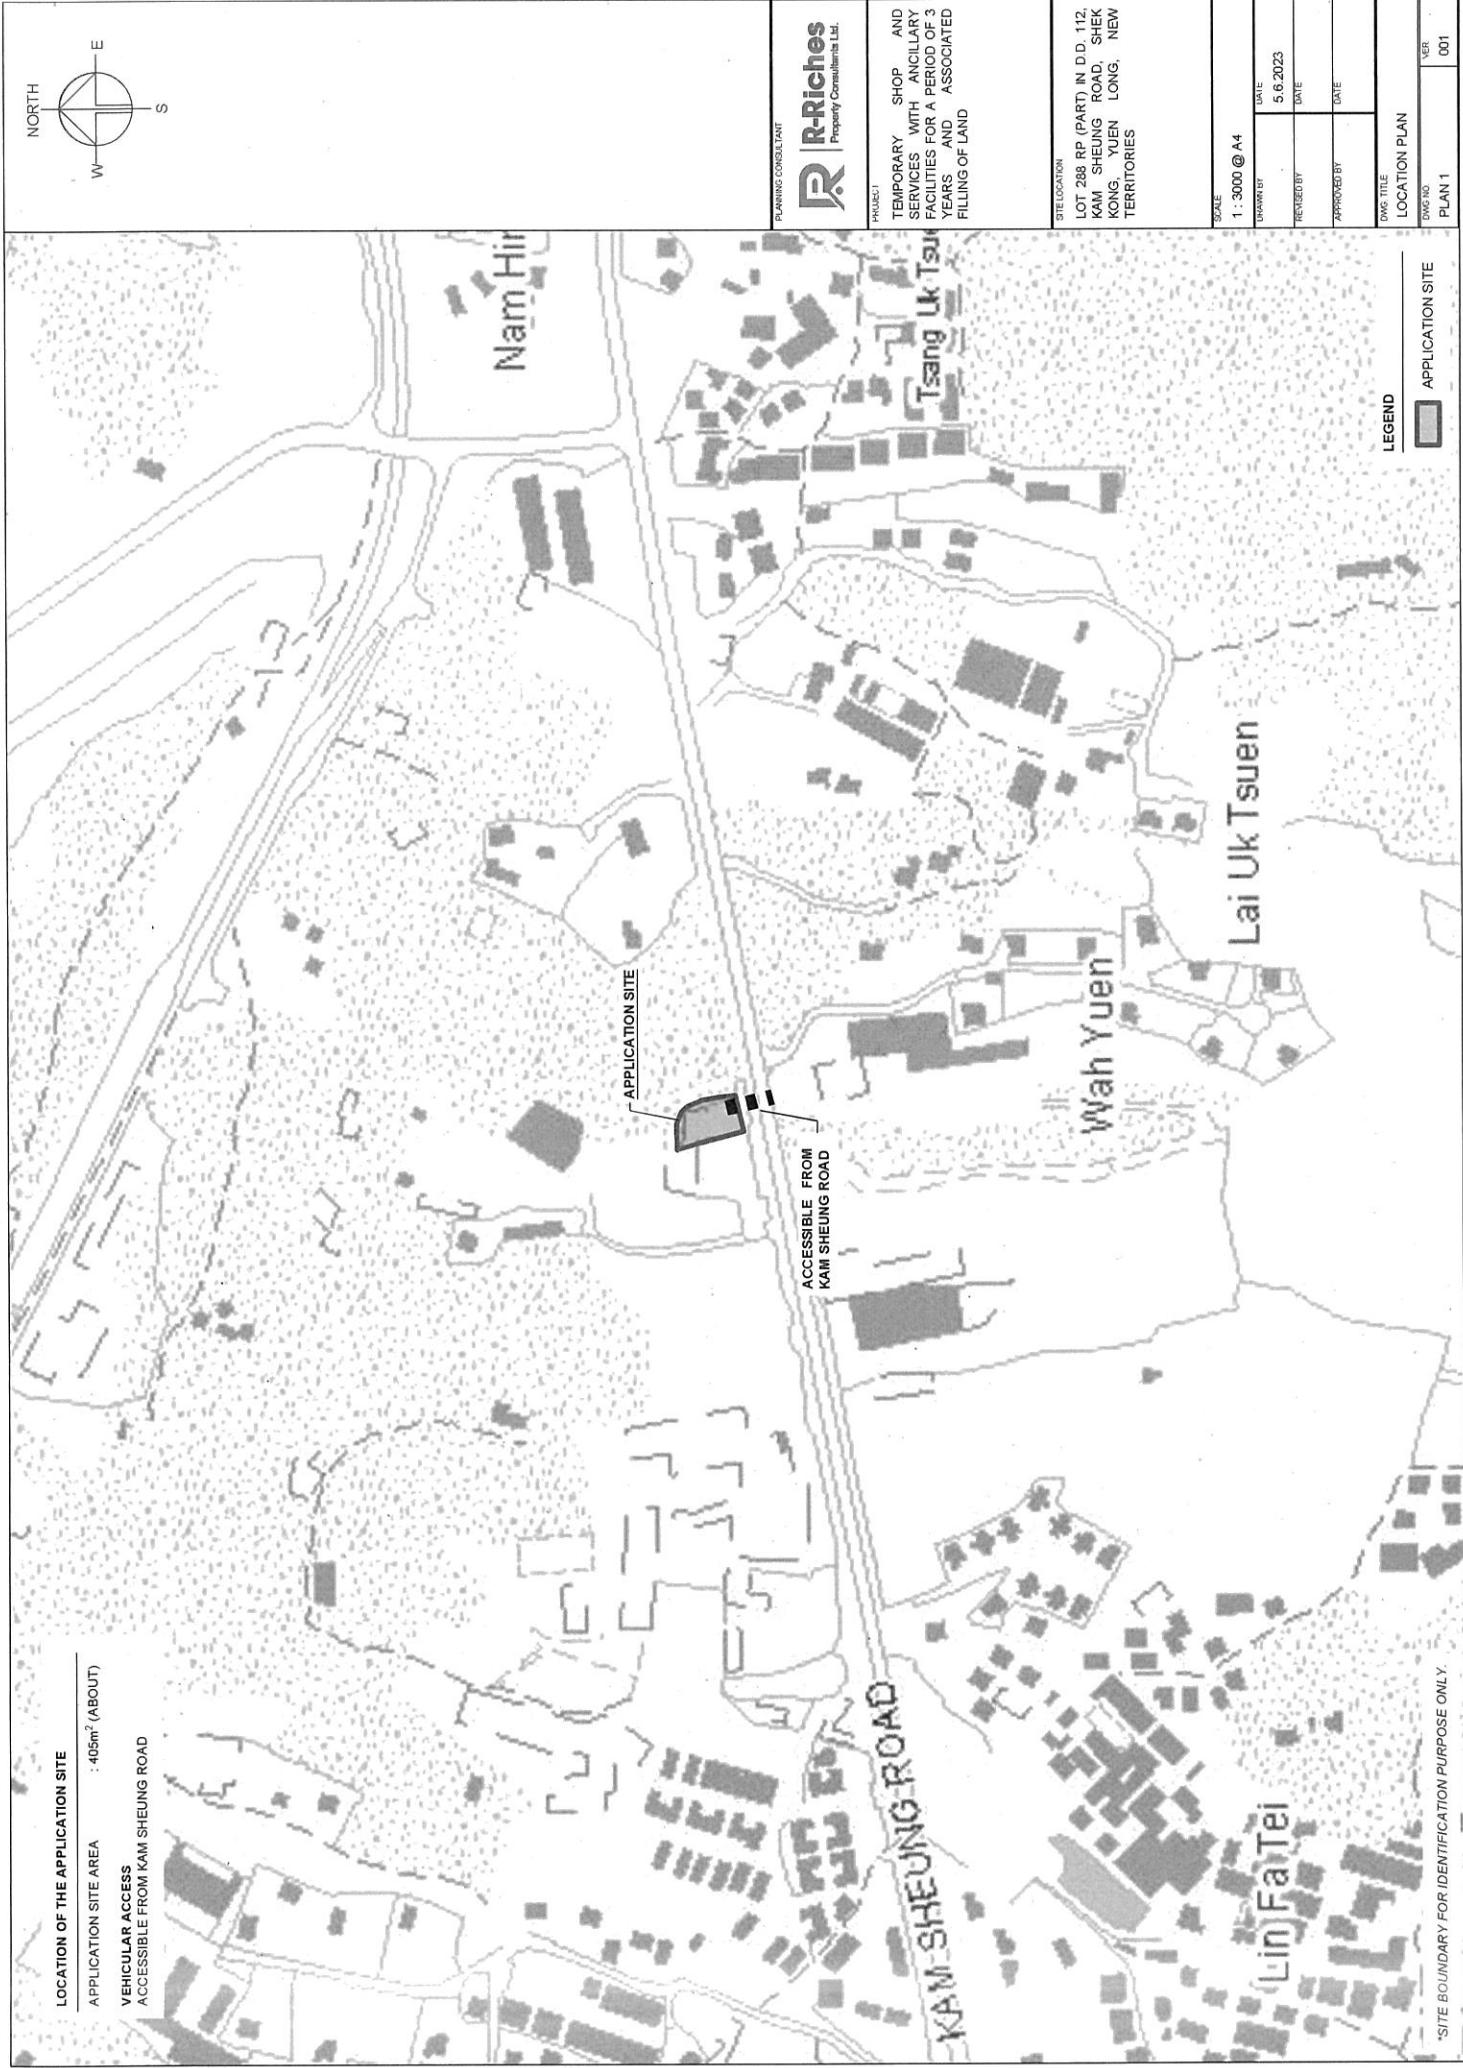 LOCATION OF THE APPLICATION SITE
APPLICATION SITE AREA : 405m² (ABOUT)
VEHICULAR ACCESS
ACCESSIBLE FROM KAM SHEUNG ROAD
NORTH
W E
S
Nam Hin
APPLICATION SITE
ACCESSIBLE FROM
KAM SHEUNG ROAD
KAM SHEUNG ROAD
Tsang Uk Tsue
Wah Yuen
Lai Uk Tsuen
Lin Fa Tei
*SITE BOUNDARY FOR IDENTIFICATION PURPOSE ONLY.
LEGEND
APPLICATION SITE
PLANNING CONSULTANT
R-Riches
Property Consultants Ltd.
PROJECT
TEMPORARY SHOP AND
SERVICES WITH ANCILLARY
FACILITIES FOR A PERIOD OF 3
YEARS AND ASSOCIATED
FILLING OF LAND
SITE LOCATION
LOT 288 RP (PART) IN D.D. 112,
KAM SHEUNG ROAD, SHEK
KONG, YUEN LONG, NEW
TERRITORIES
SCALE
1 : 3000 @ A4
DRAWN BY DATE
5.6.2023
REVISED BY DATE
APPROVED BY DATE
DWG. TITLE
LOCATION PLAN
DWG NO. VER.
PLAN 1 001